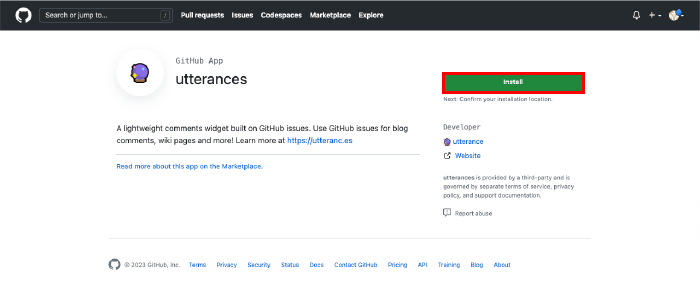 Search or jump to... /
Pull requests Issues Codespaces Marketplace Explore
GitHub App
utterances
Install
Next: Confirm your installation location.
A lightweight comments widget built on GitHub issues. Use GitHub issues for blog
comments, wiki pages and more! Learn more at https://utteranc.es
Read more about this app on the Marketplace.
Developer
utterance
Website
utterances is provided by a third-party and is
governed by separate terms of service, privacy
policy, and support documentation.
Report abuse
© 2023 GitHub, Inc. Terms Privacy Security Status Docs Contact GitHub Pricing API Training Blog About